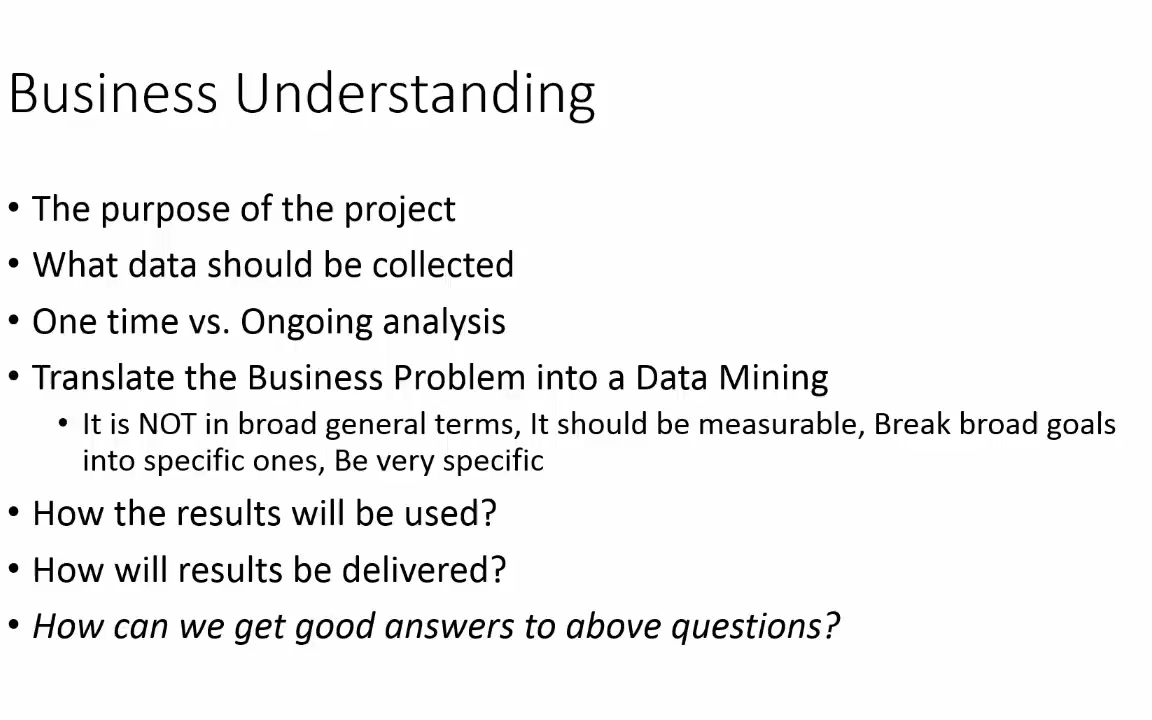 Business Understanding
• The purpose of the project
• What data should be collected
• One time vs. Ongoing analysis
• Translate the Business Problem into a Data Mining
• It is NOT in broad general terms, It should be measurable, Break broad goals
into specific ones, Be very specific
• How the results will be used?
• How will results be delivered?
• How can we get good answers to above questions?